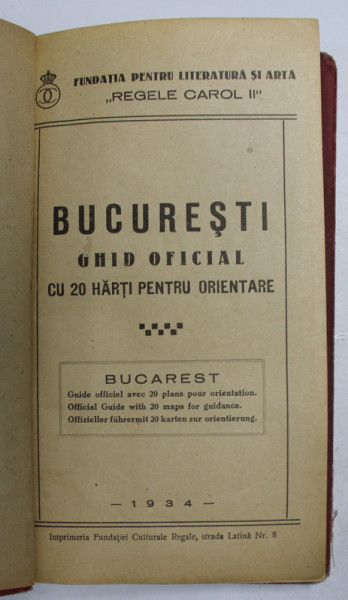 FUNDAȚIA PENTRU LITERATURĂ ȘI ARTĂ
„REGELE CAROL II"
BUCUREȘTI
GHID OFICIAL
CU 20 HĂRȚI PENTRU ORIENTARE
BUCAREST
Guide officiel avec 20 plans pour orientation.
Official Guide with 20 maps for guidance.
Offizieller führermit 20 karten zur orientierung.
— 1934 —
Imprimeria Fundației Culturale Regale, strada Latină Nr. 8